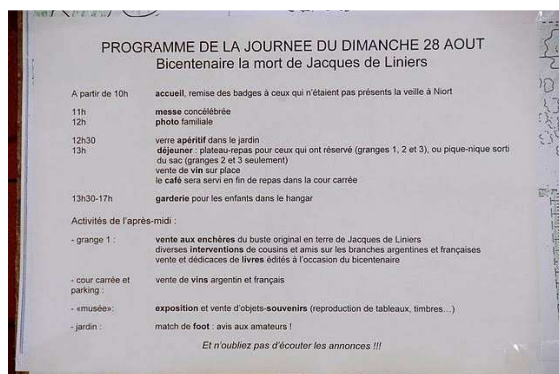 PROGRAMME DE LA JOURNEE DU DIMANCHE 28 AOUT
Bicentenaire la mort de Jacques de Liniers
A partir de 10h accueil, remise des badges à ceux qui n'étaient pas présents la veille à Niort
11h messe concélébrée
12h photo familiale
12h30 verre apéritif dans le jardin
13h déjeuner : plateau-repas pour ceux qui ont réservé (granges 1, 2 et 3), ou pique-nique sorti
du sac (granges 2 et 3 seulement)
vente de vin sur place
le café sera servi en fin de repas dans la cour carrée
13h30-17h garderie pour les enfants dans le hangar
Activités de l'après-midi :
- grange 1 : vente aux enchères du buste original en terre de Jacques de Liniers
diverses interventions de cousins et amis sur les branches argentines et françaises
vente et dédicaces de livres édités à l'occasion du bicentenaire
- cour carrée et vente de vins argentin et français
parking :
- «musée»: exposition et vente d'objets-souvenirs (reproduction de tableaux, timbres…)
- jardin : match de foot : avis aux amateurs !
Et n'oubliez pas d'écouter les annonces !!!